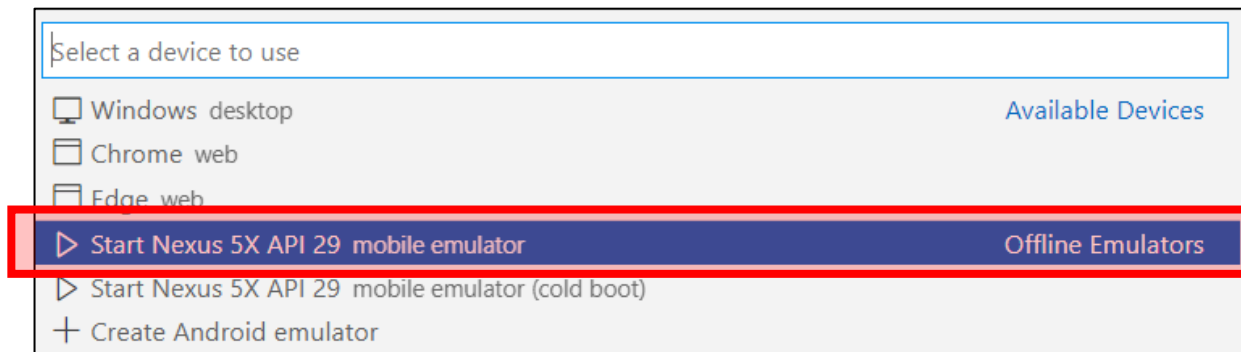 Select a device to use
Windows desktop Available Devices
Chrome web
Edge web
Start Nexus 5X API 29 mobile emulator Offline Emulators
Start Nexus 5X API 29 mobile emulator (cold boot)
Create Android emulator